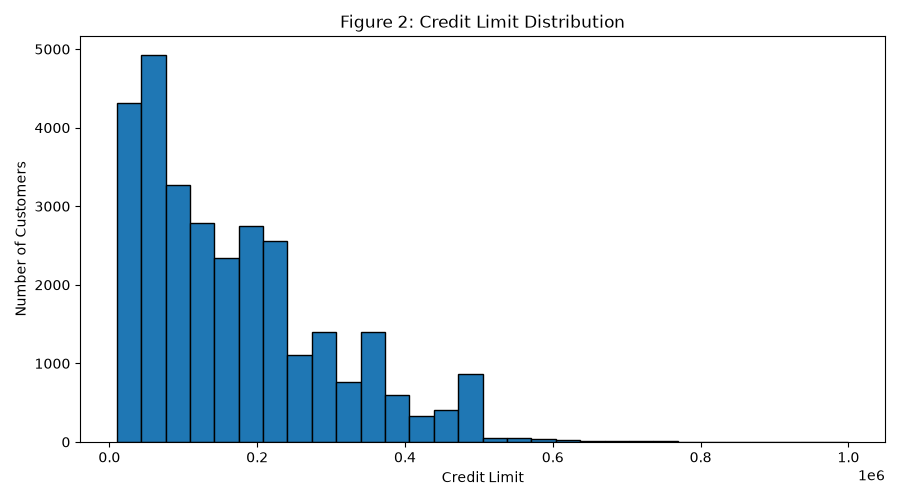 Figure 2: Credit Limit Distribution
Number of Customers
5000
4000
3000
2000
1000
0
0.0 0.2 0.4 0.6 0.8 1.0
1e6
Credit Limit